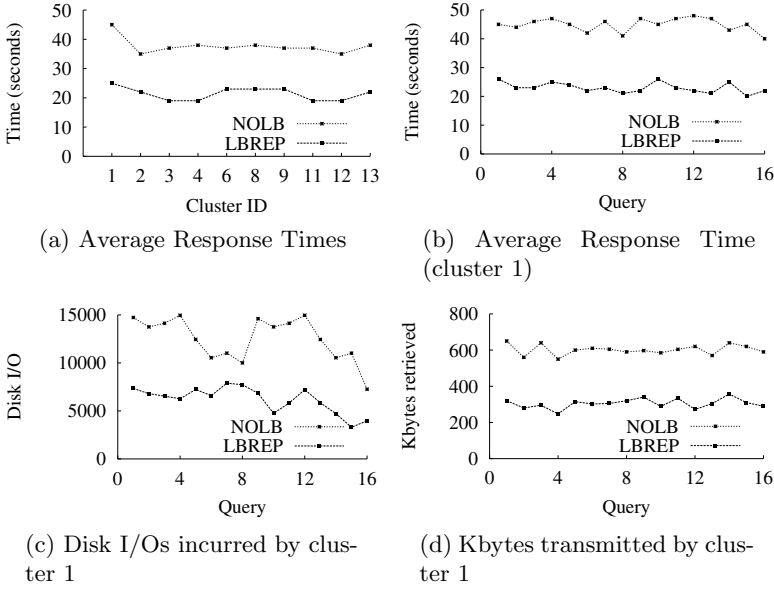 50
40
30
20
10
0
Time (seconds)
NOLB
LBREP
1 2 3 4 6 8 9 11 12 13
Cluster ID
(a) Average Response Times
50
40
30
20
10
0
Time (seconds)
NOLB
LBREP
0 4 8 12 16
Query
(b) Average Response Time
(cluster 1)
15000
10000
5000
0
Disk I/O
NOLB
LBREP
0 4 8 12 16
Query
(c) Disk I/Os incurred by clus-
ter 1
800
600
400
200
0
Kbytes retrieved
NOLB
LBREP
0 4 8 12 16
Query
(d) Kbytes transmitted by clus-
ter 1